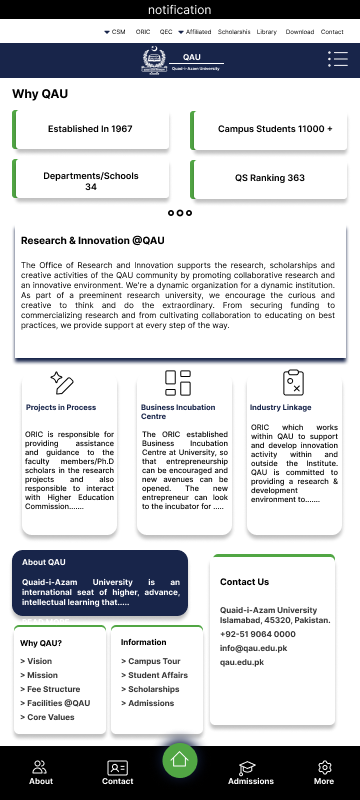 notification
CSM ORIC QEC Affiliated Scholarshis Library Download Contact
QAU
Quaid-i-Azam University
Why QAU
Established In 1967
Campus Students 11000 +
Departments/Schools
34
QS Ranking 363
Research & Innovation @QAU
The Office of Research and Innovation supports the research, scholarships and
creative activities of the QAU community by promoting collaborative research and
an innovative environment. We're a dynamic organization for a dynamic institution.
As part of a preeminent research university, we encourage the curious and
creative to think and do the extraordinary. From securing funding to
commercializing research and from cultivating collaboration to educating on best
practices, we provide support at every step of the way.
Projects in Process
ORIC is responsible for
providing assistance
and guidance to the
faculty members/Ph.D
scholars in the research
projects and also
responsible to interact
with Higher Education
Commission.......
Business Incubation
Centre
The ORIC established
Business Incubation
Centre at University, so
that entrepreneurship
can be encouraged and
new avenues can be
opened. The new
entrepreneur can look
to the incubator for .....
Industry Linkage
ORIC which works
within QAU to support
and develop innovation
activity within and
outside the Institute.
QAU is committed to
providing a research &
development
environment to.......
About QAU
Quaid-i-Azam University is an
international seat of higher, advance,
intellectual learning that.....
Contact Us
Quaid-i-Azam University
Islamabad, 45320, Pakistan.
+92-51 9064 0000
info@qau.edu.pk
qau.edu.pk
Why QAU?
> Vision
> Mission
> Fee Structure
> Facilities @QAU
> Core Values
Information
> Campus Tour
> Student Affairs
> Scholarships
> Admissions
About
Contact
Admissions
More